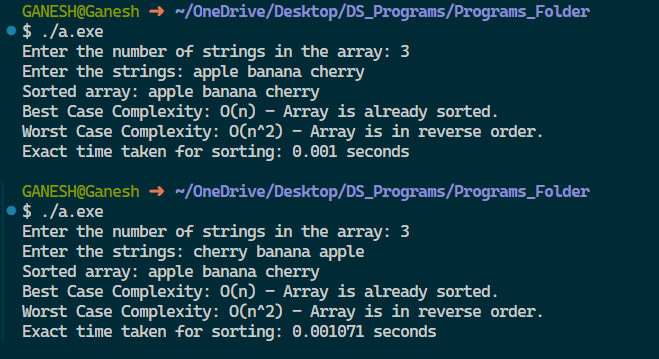 GANESH@Ganesh ➜ ~/OneDrive/Desktop/DS_Programs/Programs_Folder
$ ./a.exe
Enter the number of strings in the array: 3
Enter the strings: apple banana cherry
Sorted array: apple banana cherry
Best Case Complexity: O(n) - Array is already sorted.
Worst Case Complexity: O(n^2) - Array is in reverse order.
Exact time taken for sorting: 0.001 seconds
GANESH@Ganesh ➜ ~/OneDrive/Desktop/DS_Programs/Programs_Folder
$ ./a.exe
Enter the number of strings in the array: 3
Enter the strings: cherry banana apple
Sorted array: apple banana cherry
Best Case Complexity: O(n) - Array is already sorted.
Worst Case Complexity: O(n^2) - Array is in reverse order.
Exact time taken for sorting: 0.001071 seconds